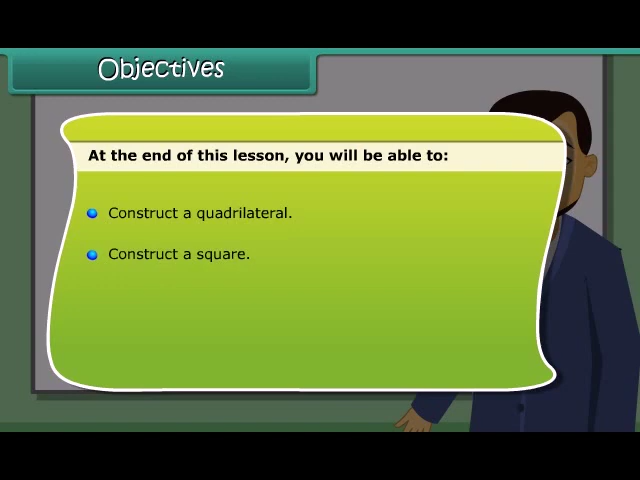 Objectives
At the end of this lesson, you will be able to:
Construct a quadrilateral.
Construct a square.